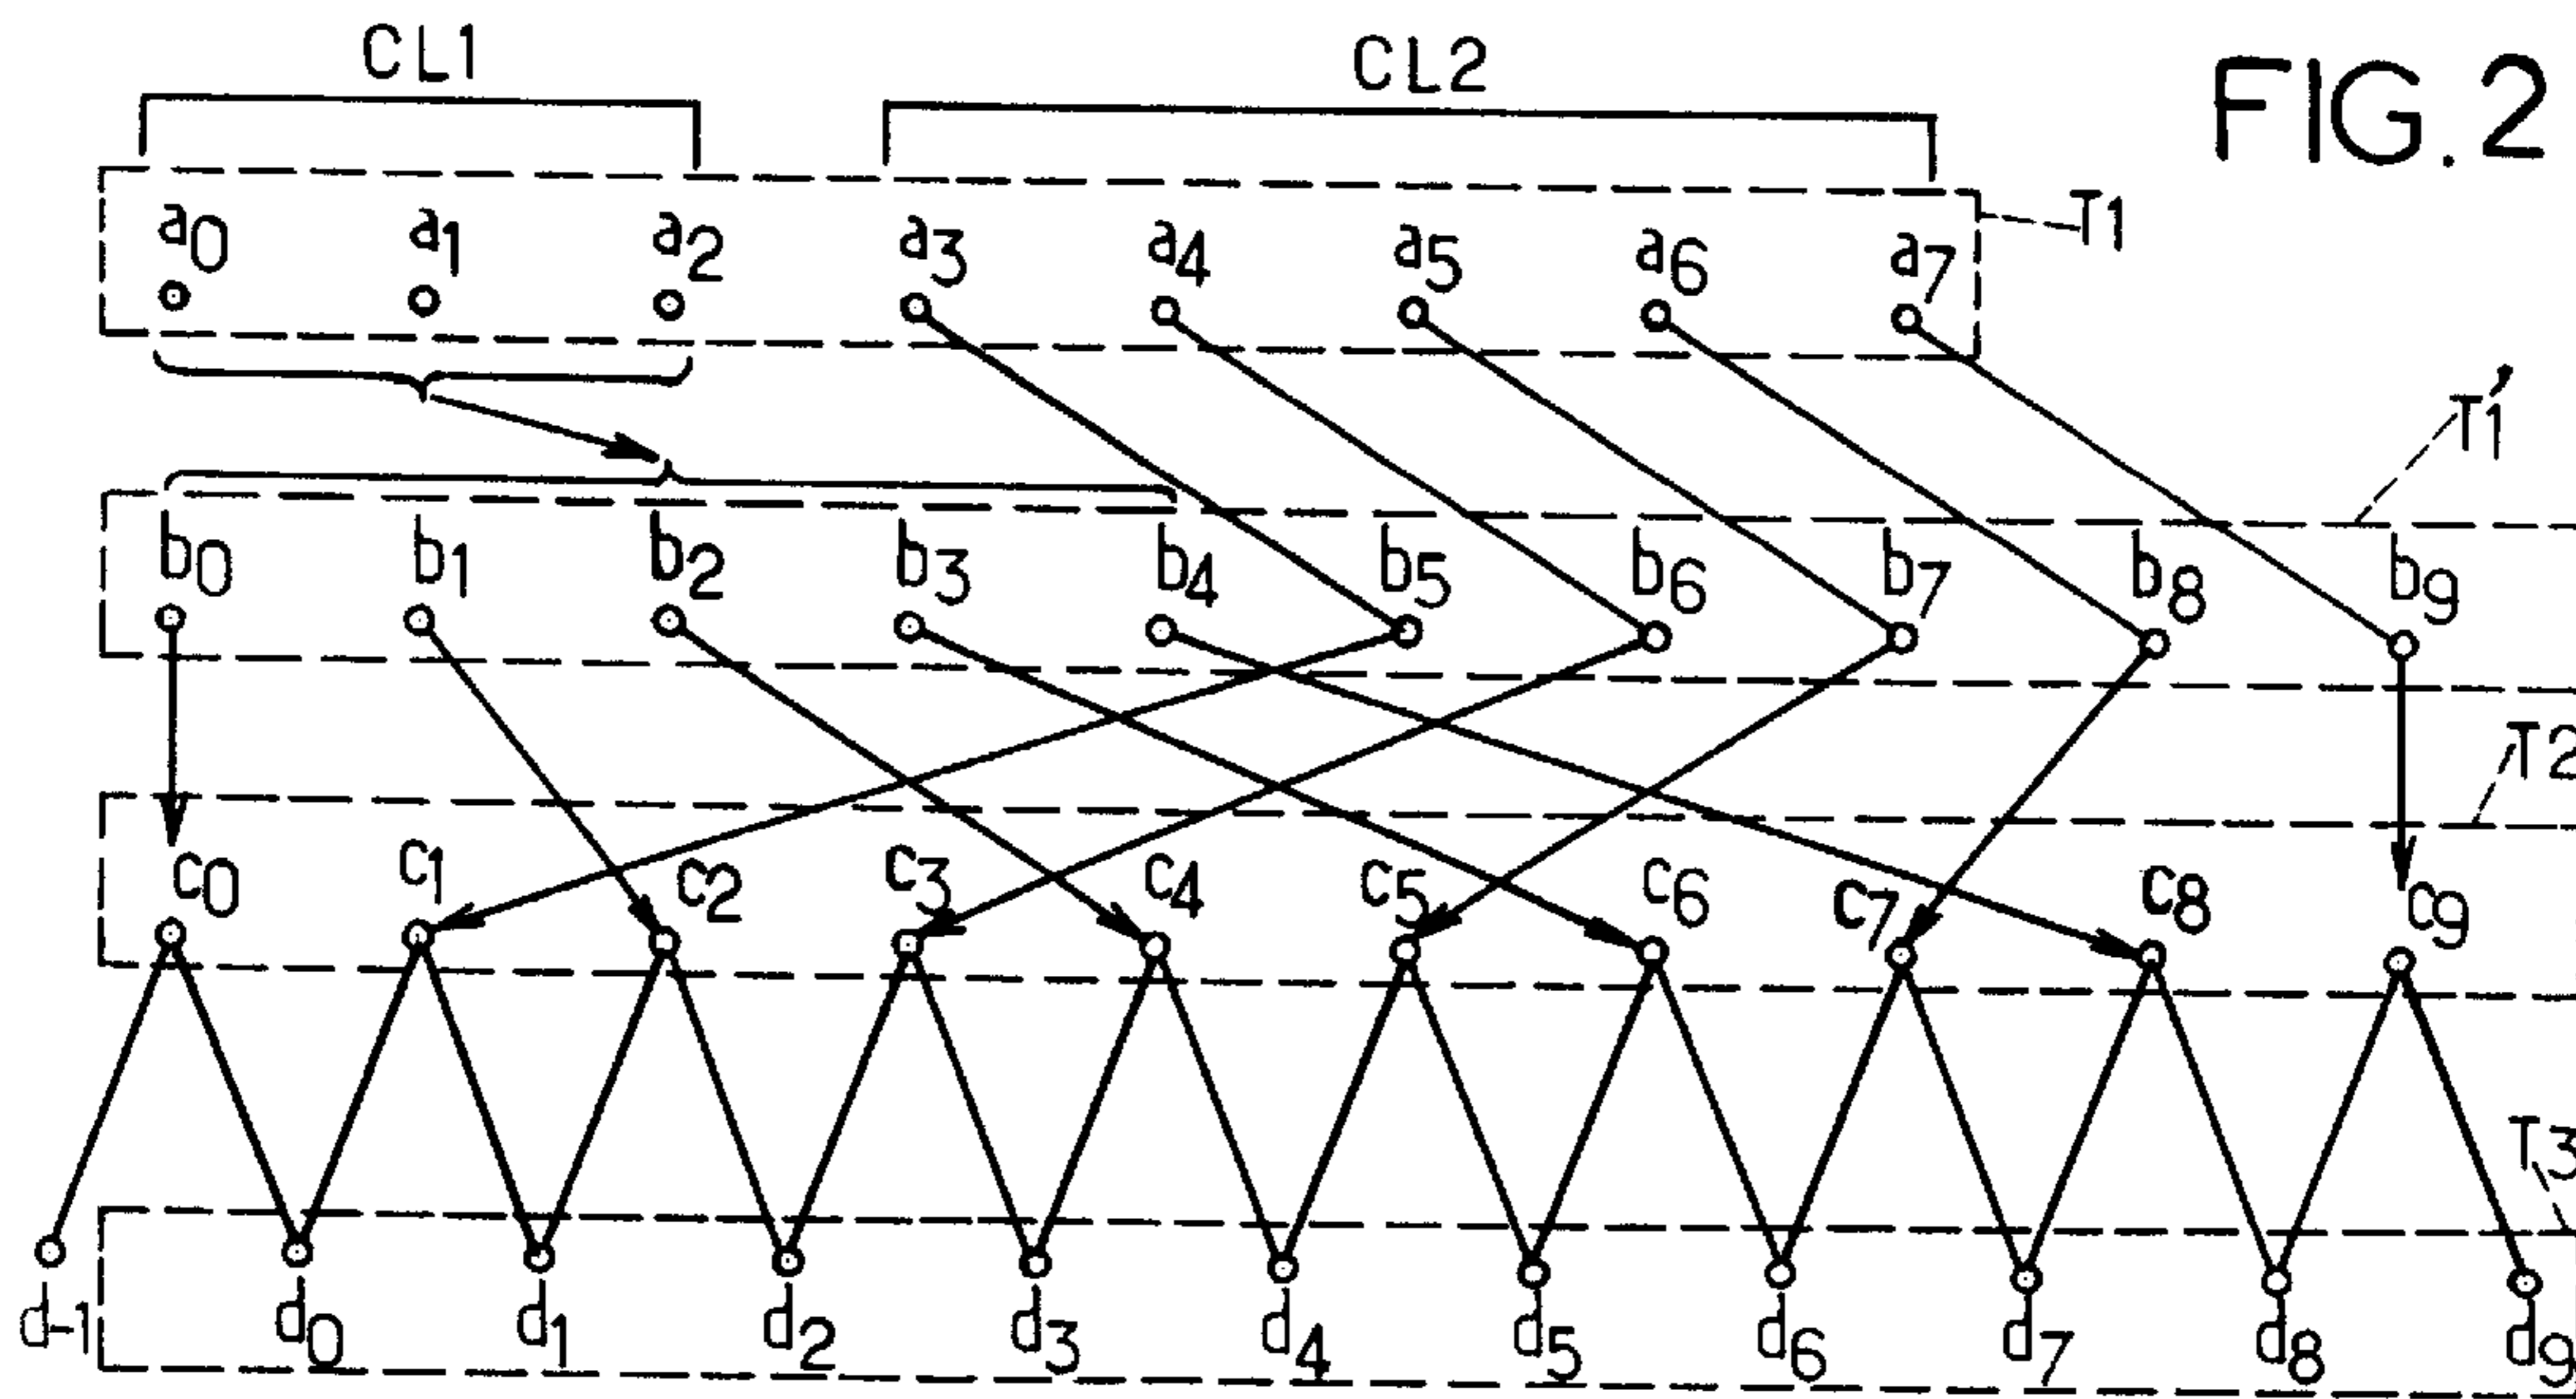 CL1 CL2 FIG.2
a0 a1 a2 a3 a4 a5 a6 a7 T1
T1'
b0 b1 b2 b3 b4 b5 b6 b7 b8 b9
T2
c0 c1 c2 c3 c4 c5 c6 c7 c8 c9
T3
d-1 d0 d1 d2 d3 d4 d5 d6 d7 d8 d9